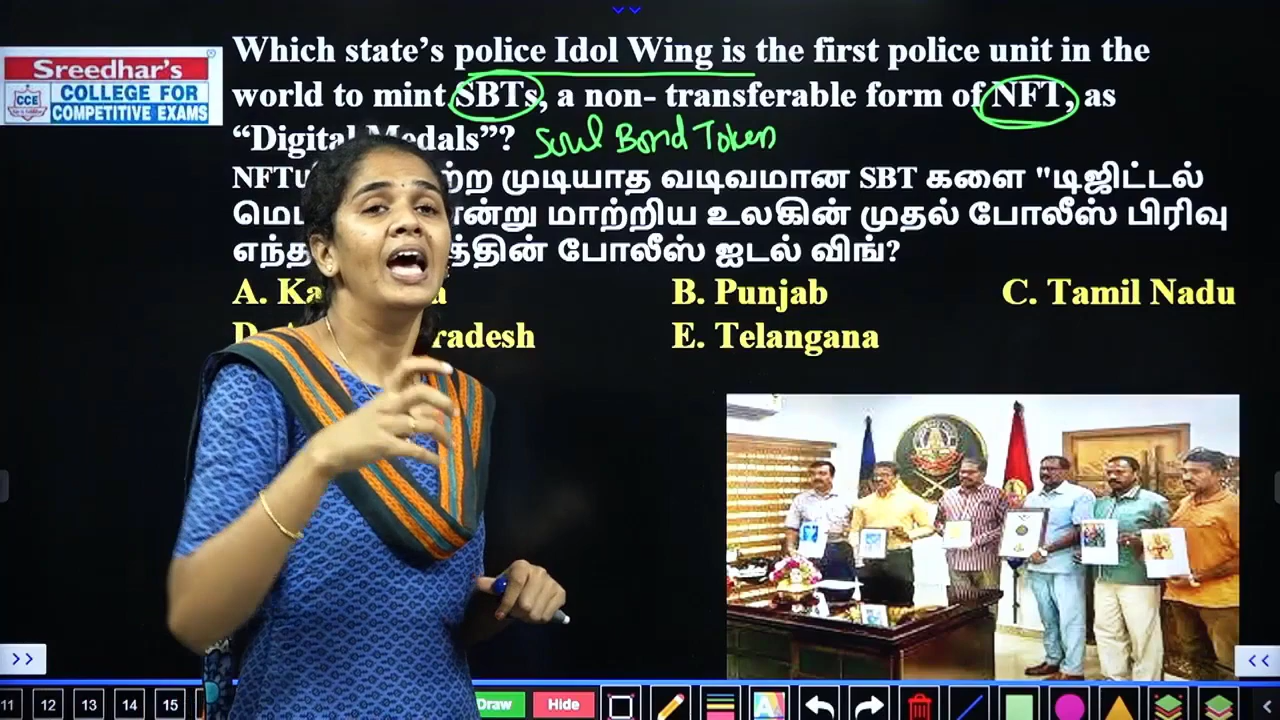 Sreedhar's
CCE
COLLEGE FOR
COMPETITIVE EXAMS
Which state's police Idol Wing is the first police unit in the
world to mint SBTs, a non- transferable form of NFT, as
"Digital Medals"? Soul Bond Token
முடியாத வடிவமான SBT களை "டிஜிட்டல்
மாற்றிய உலகின் முதல் போலீஸ் பிரிவு
போலீஸ் ஐடல் விங்?
A. B. Punjab C. Tamil Nadu
D. E. Telangana
>> <<
11 12 13 14 15 Draw Hide